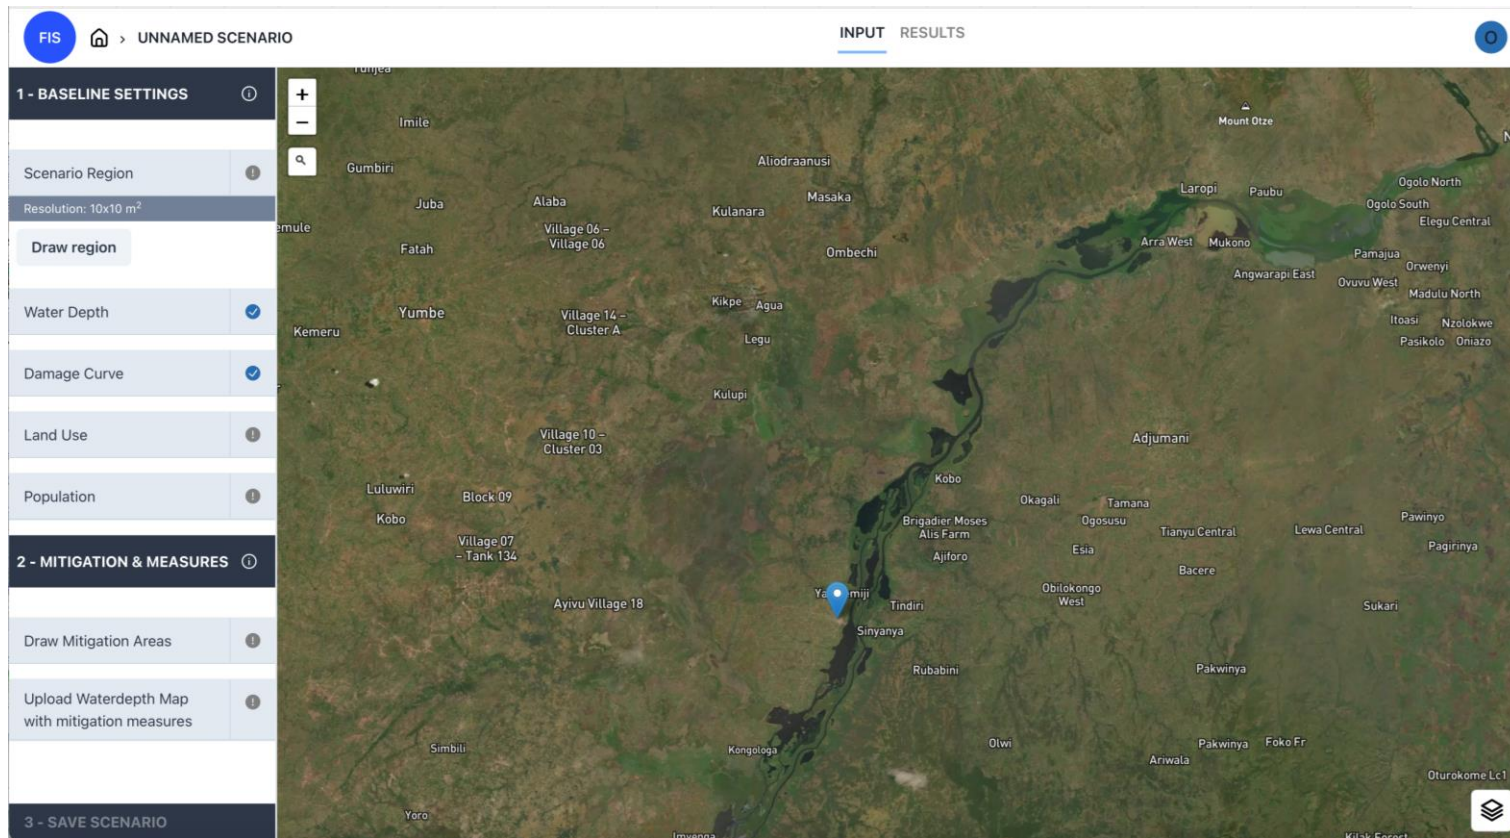 FIS
UNNAMED SCENARIO
INPUT
RESULTS
O
1 - BASELINE SETTINGS
Scenario Region
Resolution: 10x10 m²
Draw region
Water Depth
Damage Curve
Land Use
Population
2 - MITIGATION & MEASURES
Draw Mitigation Areas
Upload Waterdepth Map
with mitigation measures
3 - SAVE SCENARIO
+
−
Imile
Mount Otze
Gumbiri
Aliodraanusi
Juba
Alaba
Masaka
Kulanara
Laropi
Paubu
Ogolo North
Ogolo South
Elegu Central
emule
Fatah
Village 06 –
Village 06
Ombechi
Arra West
Mukono
Angwarapi East
Pamajua
Orwenyi
Ovuvu West
Madulu North
Kemeru
Yumbe
Village 14 –
Cluster A
Kikpe
Agua
Legu
Itoasi
Nzolokwe
Pasikolo
Oniazo
Kulupi
Village 10 –
Cluster 03
Adjumani
Luluwiri
Kobo
Block 09
Village 07
– Tank 134
Kobo
Brigadier Moses
Alis Farm
Ajiforo
Okagali
Tamana
Ogosusu
Esia
Tianyu Central
Lewa Central
Pawinyo
Pagirinya
Bacere
Ayivu Village 18
Tindiri
Sinyanya
Obilokongo
West
Sukari
Rubabini
Pakwinya
Simbili
Kongologa
Olwi
Pakwinya
Foko Fr
Ariwala
Oturokome Lc1
Yoro